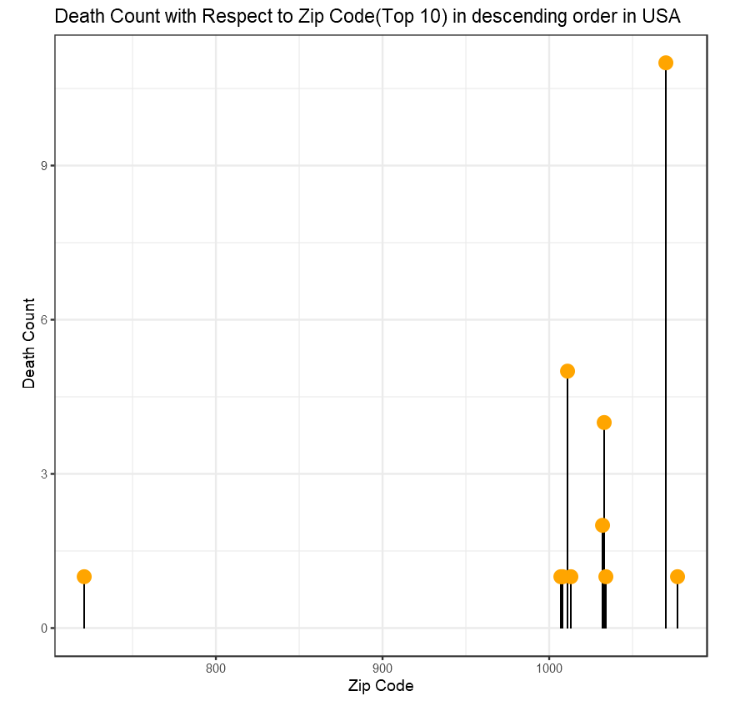 Death Count with Respect to Zip Code(Top 10) in descending order in USA
9
6
3
0
Death Count
800 900 1000
Zip Code